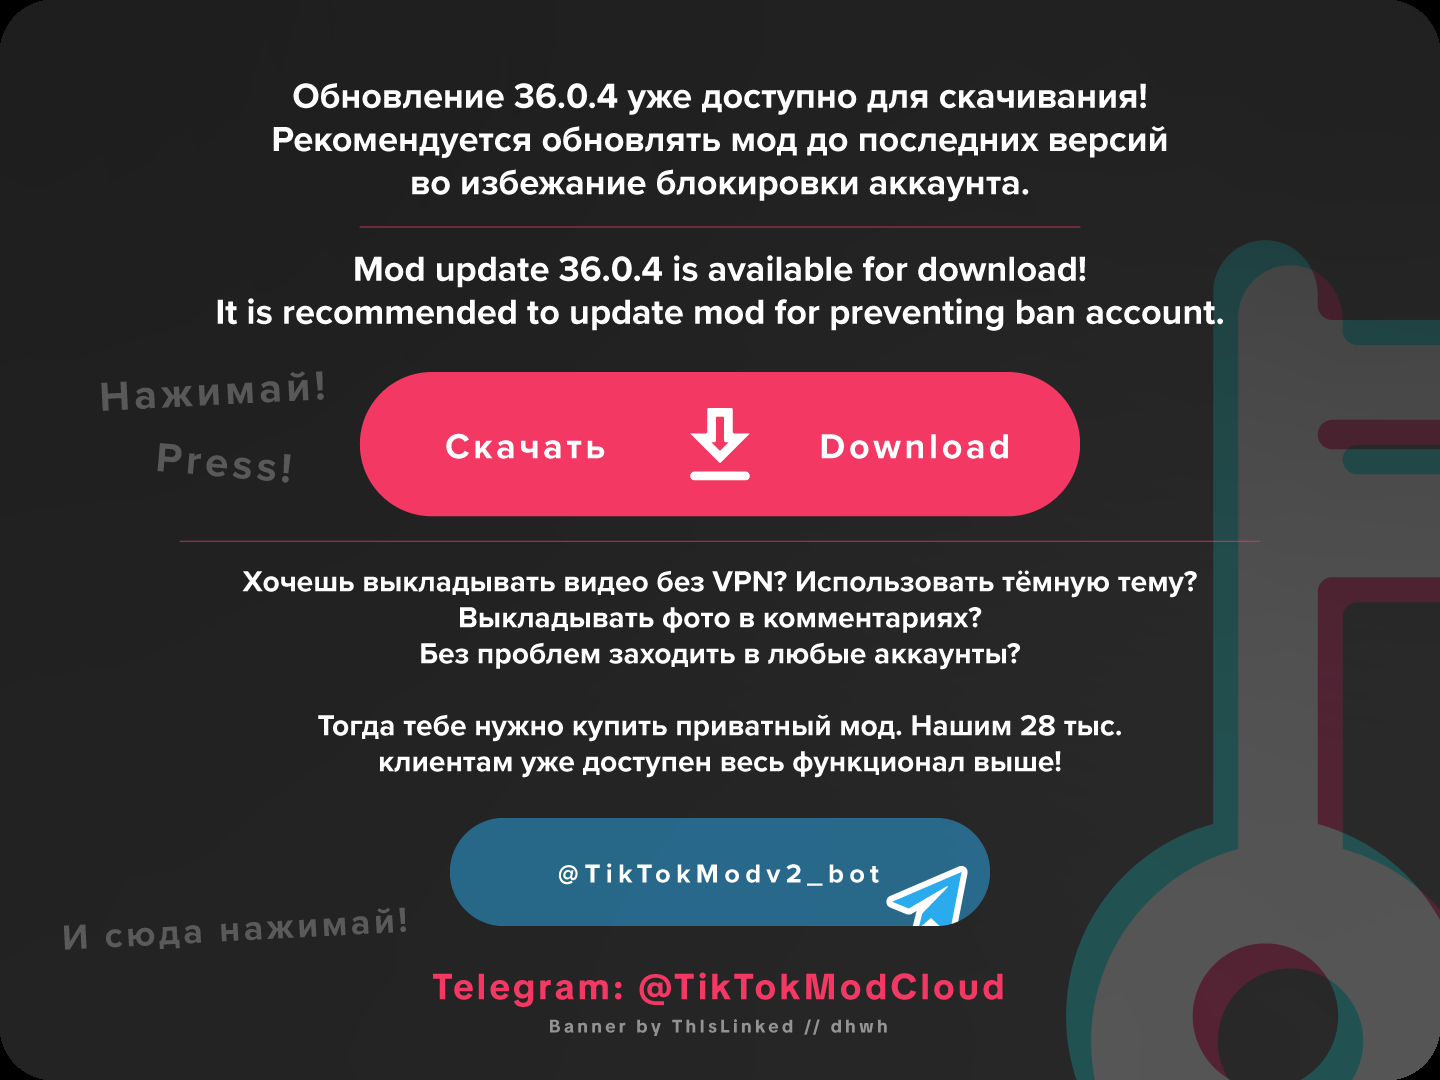 Обновление 36.0.4 уже доступно для скачивания!
Рекомендуется обновлять мод до последних версий
во избежание блокировки аккаунта.
Mod update 36.0.4 is available for download!
It is recommended to update mod for preventing ban account.
Нажимай!
Press!
Скачать Download
Хочешь выкладывать видео без VPN? Использовать тёмную тему?
Выкладывать фото в комментариях?
Без проблем заходить в любые аккаунты?
Тогда тебе нужно купить приватный мод. Нашим 28 тыс.
клиентам уже доступен весь функционал выше!
@TikTokModv2_bot
И сюда нажимай!
Telegram: @TikTokModCloud
Banner by ThIsLinked // dhwh